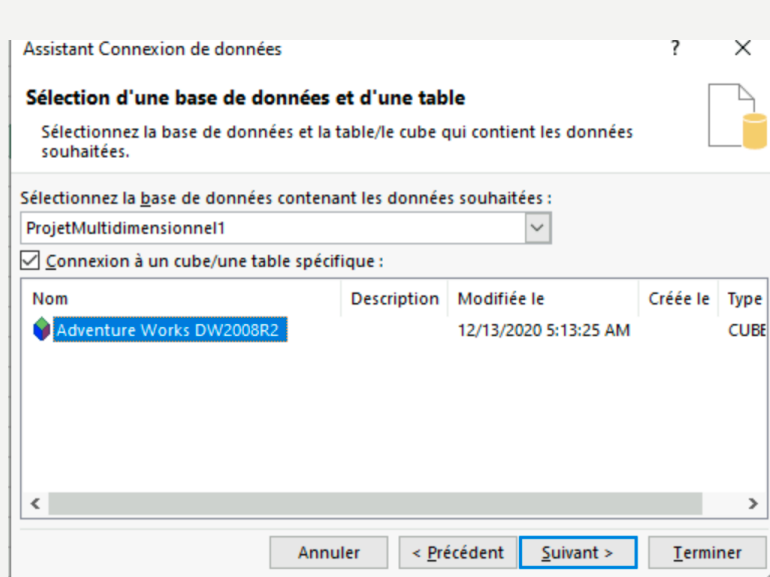 Assistant Connexion de données ? ×
Sélection d'une base de données et d'une table
Sélectionnez la base de données et la table/le cube qui contient les données
souhaitées.
Sélectionnez la base de données contenant les données souhaitées :
ProjetMultidimensionnel1
Connexion à un cube/une table spécifique :
Nom Description Modifiée le Créée le Type
Adventure Works DW2008R2 12/13/2020 5:13:25 AM CUBE
Annuler < Précédent Suivant > Terminer